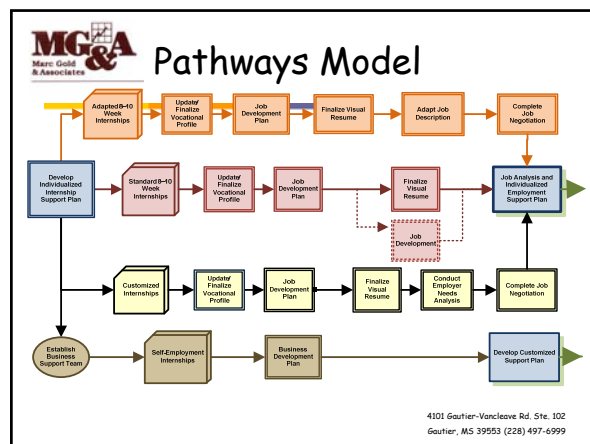 MG&A
Marc Gold
& Associates
Pathways Model
Adapted 8–10
Week
Internships
Update/
Finalize
Vocational
Profile
Job
Development
Plan
Finalize Visual
Resume
Adapt Job
Description
Complete
Job
Negotiation
Develop
Individualized
Internship
Support Plan
Standard 8–10
Week
Internships
Update/
Finalize
Vocational
Profile
Job
Development
Plan
Finalize
Visual
Resume
Job
Development
Job Analysis and
Individualized
Employment
Support Plan
Customized
Internships
Update/
Finalize
Vocational
Profile
Job
Development
Plan
Finalize
Visual
Resume
Conduct
Employer
Needs
Analysis
Complete Job
Negotiation
Establish
Business
Support Team
Self-Employment
Internships
Business
Development
Plan
Develop Customized
Support Plan
4101 Gautier-Vancleave Rd. Ste. 102
Gautier, MS 39553 (228) 497-6999